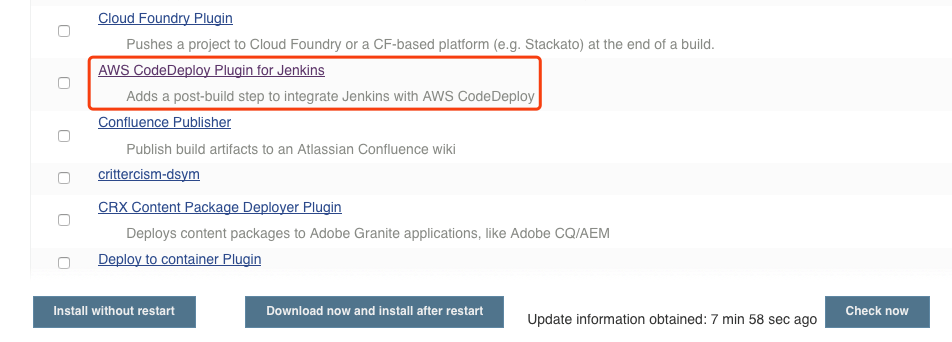 Cloud Foundry Plugin
Pushes a project to Cloud Foundry or a CF-based platform (e.g. Stackato) at the end of a build.
AWS CodeDeploy Plugin for Jenkins
Adds a post-build step to integrate Jenkins with AWS CodeDeploy
Confluence Publisher
Publish build artifacts to an Atlassian Confluence wiki
crittercism-dsym
CRX Content Package Deployer Plugin
Deploys content packages to Adobe Granite applications, like Adobe CQ/AEM
Deploy to container Plugin
Install without restart
Download now and install after restart
Update information obtained: 7 min 58 sec ago
Check now